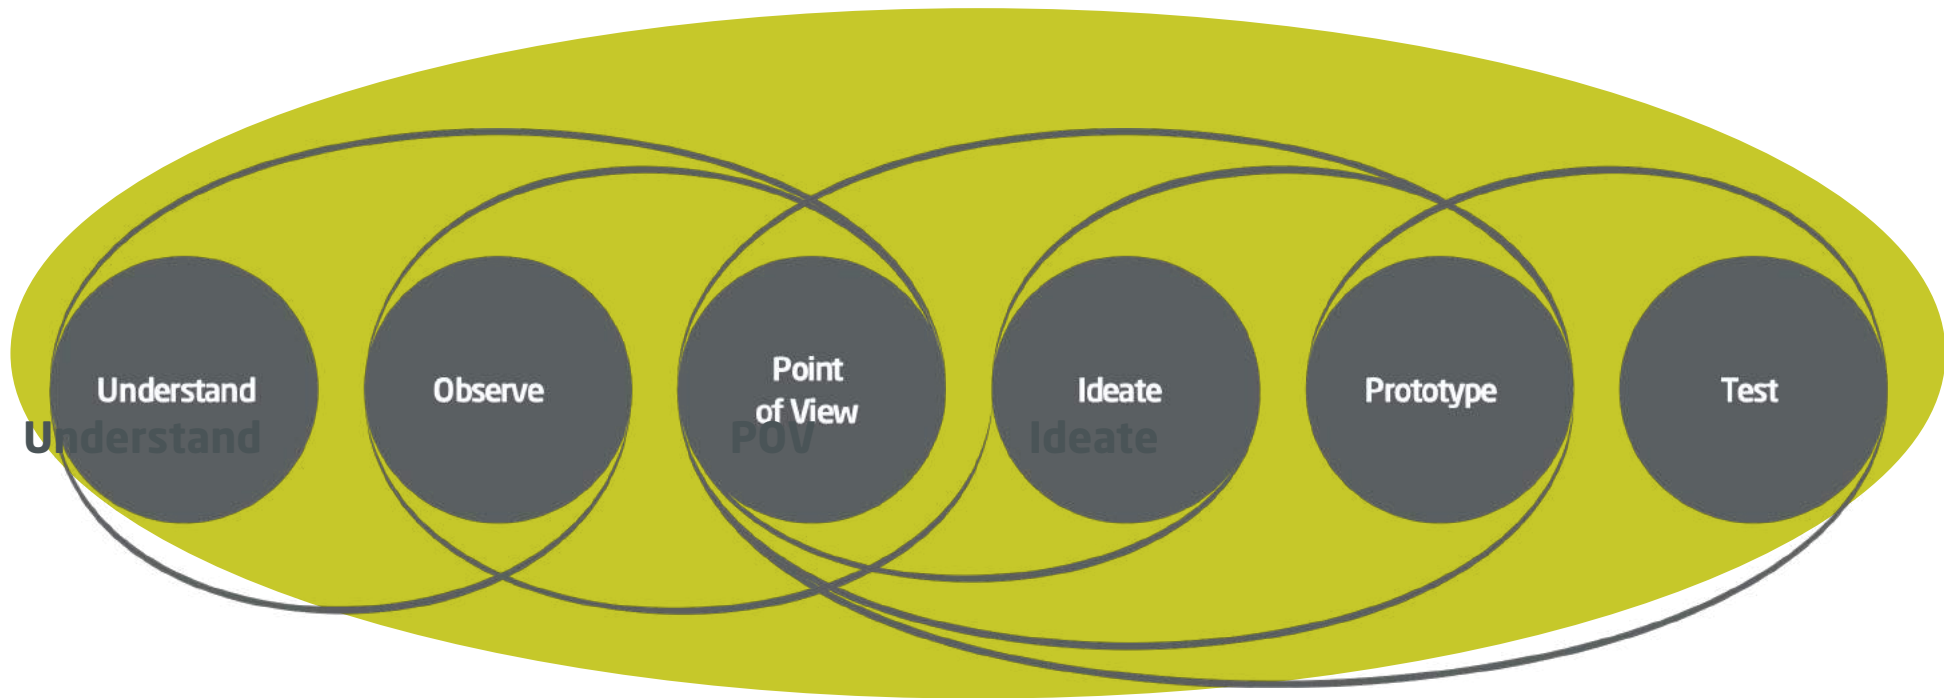 Understand
Observe
Point
of View
Ideate
Prototype
Test
Understand
POV
Ideate